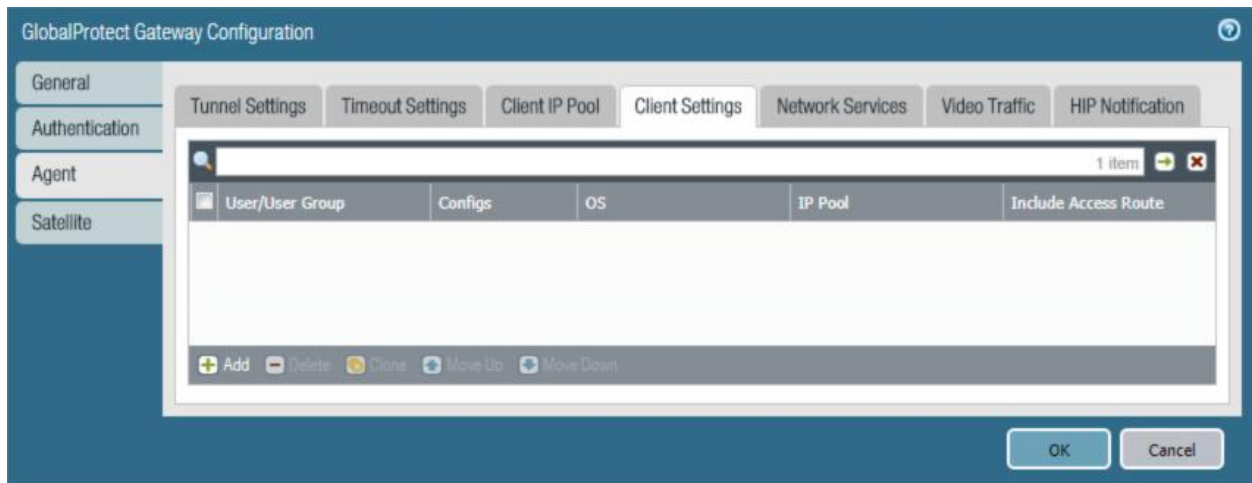 GlobalProtect Gateway Configuration
General
Authentication
Agent
Satellite
Tunnel Settings Timeout Settings Client IP Pool Client Settings Network Services Video Traffic HIP Notification
1 item
User/User Group Configs OS IP Pool Include Access Route
Add Delete Clone Move Up Move Down
OK Cancel